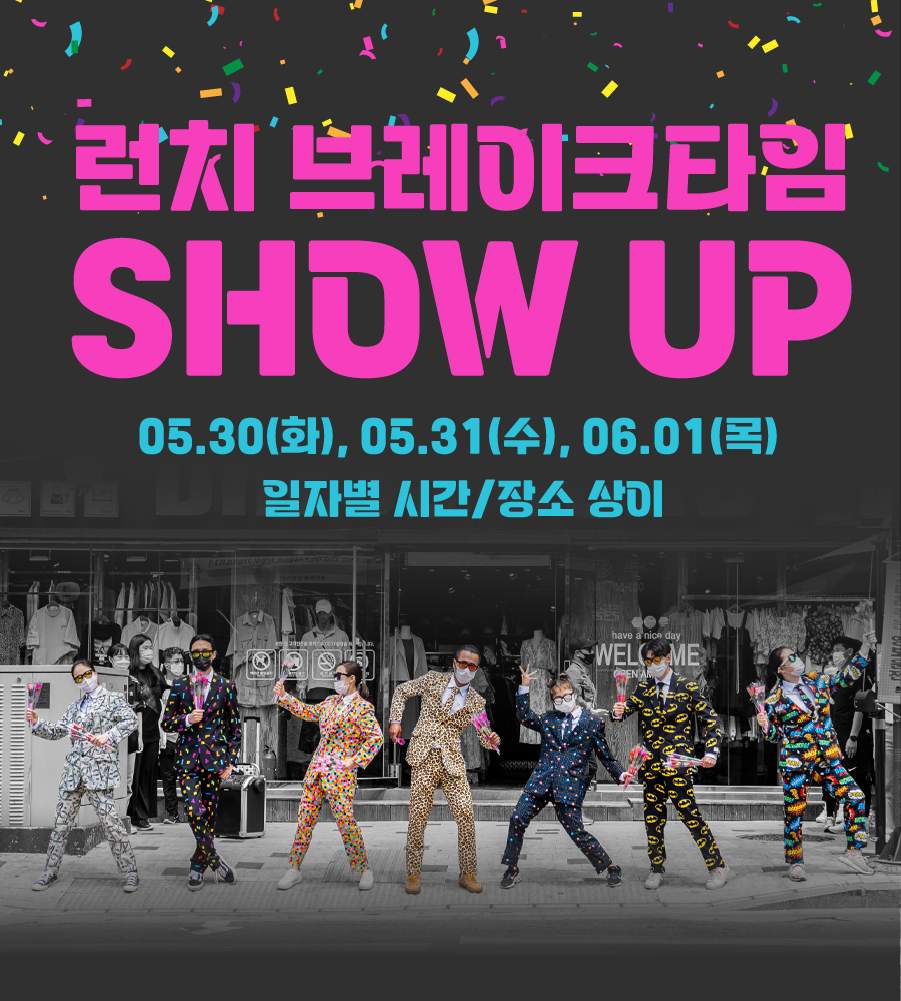 런치 브레이크타임
SHOW UP
05.30(화), 05.31(수), 06.01(목)
일자별 시간/장소 상이
have a nice day
WELCOME